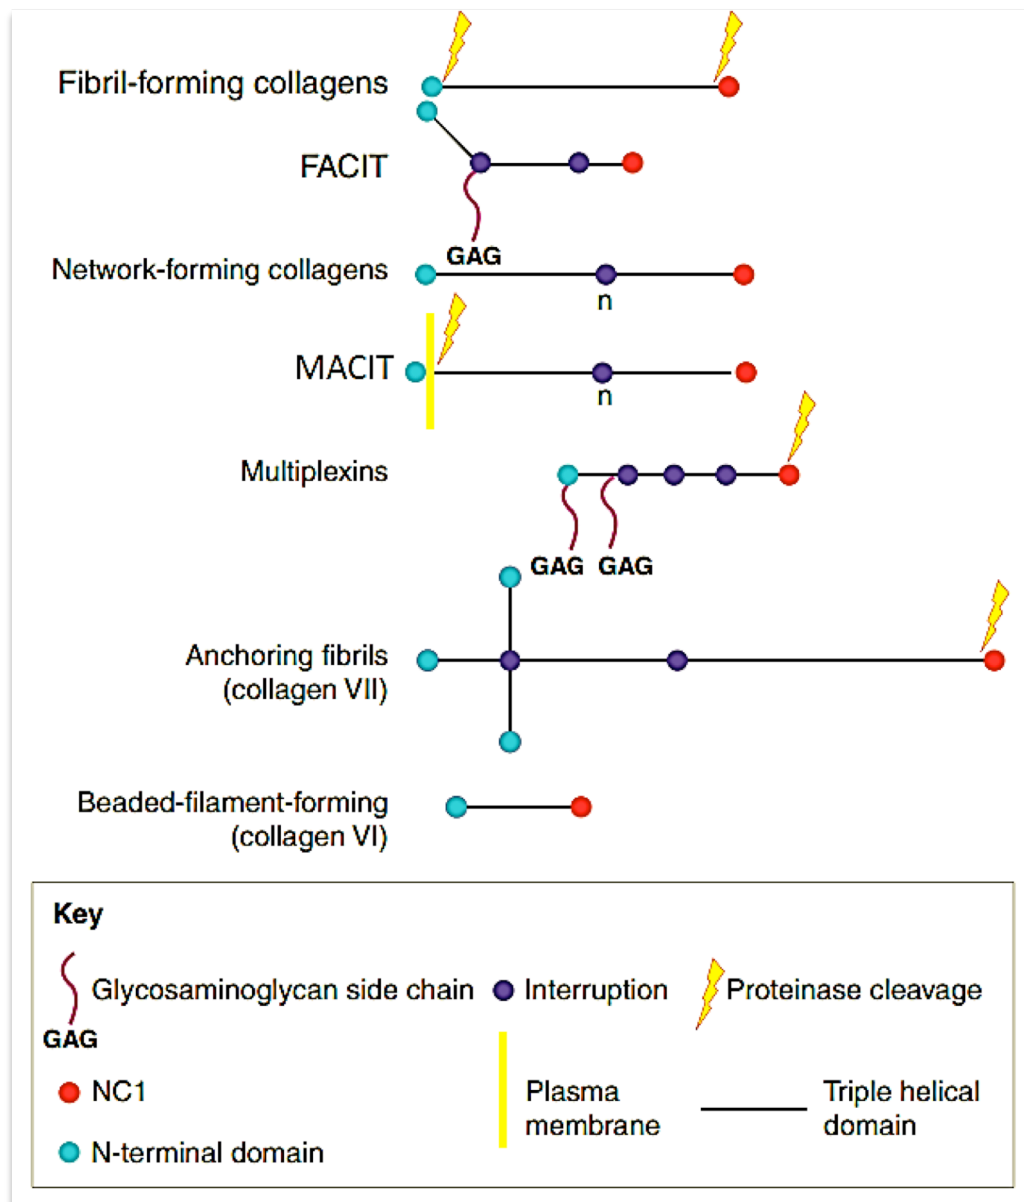 Fibril-forming collagens
FACIT
GAG
Network-forming collagens
n
MACIT
n
Multiplexins
GAG GAG
Anchoring fibrils
(collagen VII)
Beaded-filament-forming
(collagen VI)
Key
Glycosaminoglycan side chain
GAG
Interruption
Proteinase cleavage
NC1
N-terminal domain
Plasma
membrane
Triple helical
domain